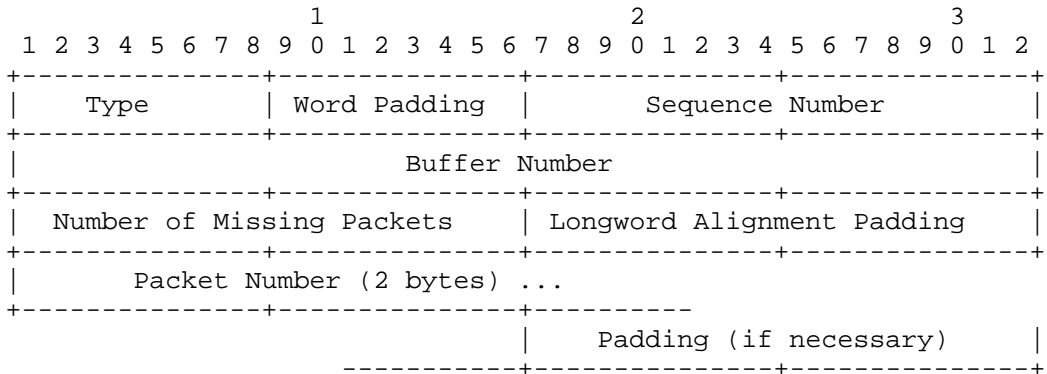 1 2 3
1 2 3 4 5 6 7 8 9 0 1 2 3 4 5 6 7 8 9 0 1 2 3 4 5 6 7 8 9 0 1 2
+---------------+---------------+---------------+---------------+
| Type | Word Padding | Sequence Number |
+---------------+---------------+---------------+---------------+
| Buffer Number |
+---------------+---------------+---------------+---------------+
| Number of Missing Packets | Longword Alignment Padding |
+---------------+---------------+---------------+---------------+
| Packet Number (2 bytes) ...
+---------------+---------------+----------
| Padding (if necessary) |
-----------+---------------+---------------+